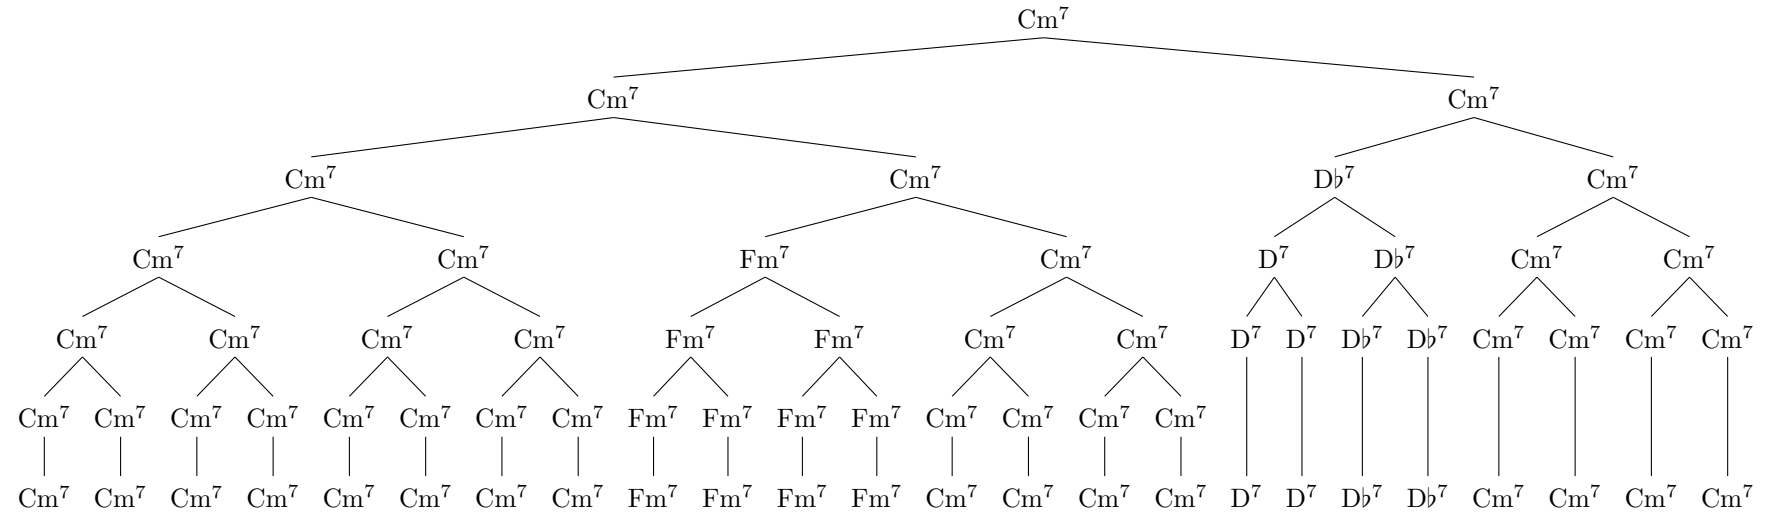 Cm⁷
Cm⁷ Cm⁷
Cm⁷ Cm⁷ D♭⁷ Cm⁷
Cm⁷ Cm⁷ Fm⁷ Cm⁷ D⁷ D♭⁷ Cm⁷ Cm⁷
Cm⁷ Cm⁷ Cm⁷ Cm⁷ Fm⁷ Fm⁷ Cm⁷ Cm⁷ D⁷ D⁷ D♭⁷ D♭⁷ Cm⁷ Cm⁷ Cm⁷ Cm⁷
Cm⁷ Cm⁷ Cm⁷ Cm⁷ Cm⁷ Cm⁷ Cm⁷ Cm⁷ Fm⁷ Fm⁷ Fm⁷ Fm⁷ Cm⁷ Cm⁷ Cm⁷ Cm⁷
Cm⁷ Cm⁷ Cm⁷ Cm⁷ Cm⁷ Cm⁷ Cm⁷ Cm⁷ Fm⁷ Fm⁷ Fm⁷ Fm⁷ Cm⁷ Cm⁷ Cm⁷ Cm⁷ D⁷ D⁷ D♭⁷ D♭⁷ Cm⁷ Cm⁷ Cm⁷ Cm⁷